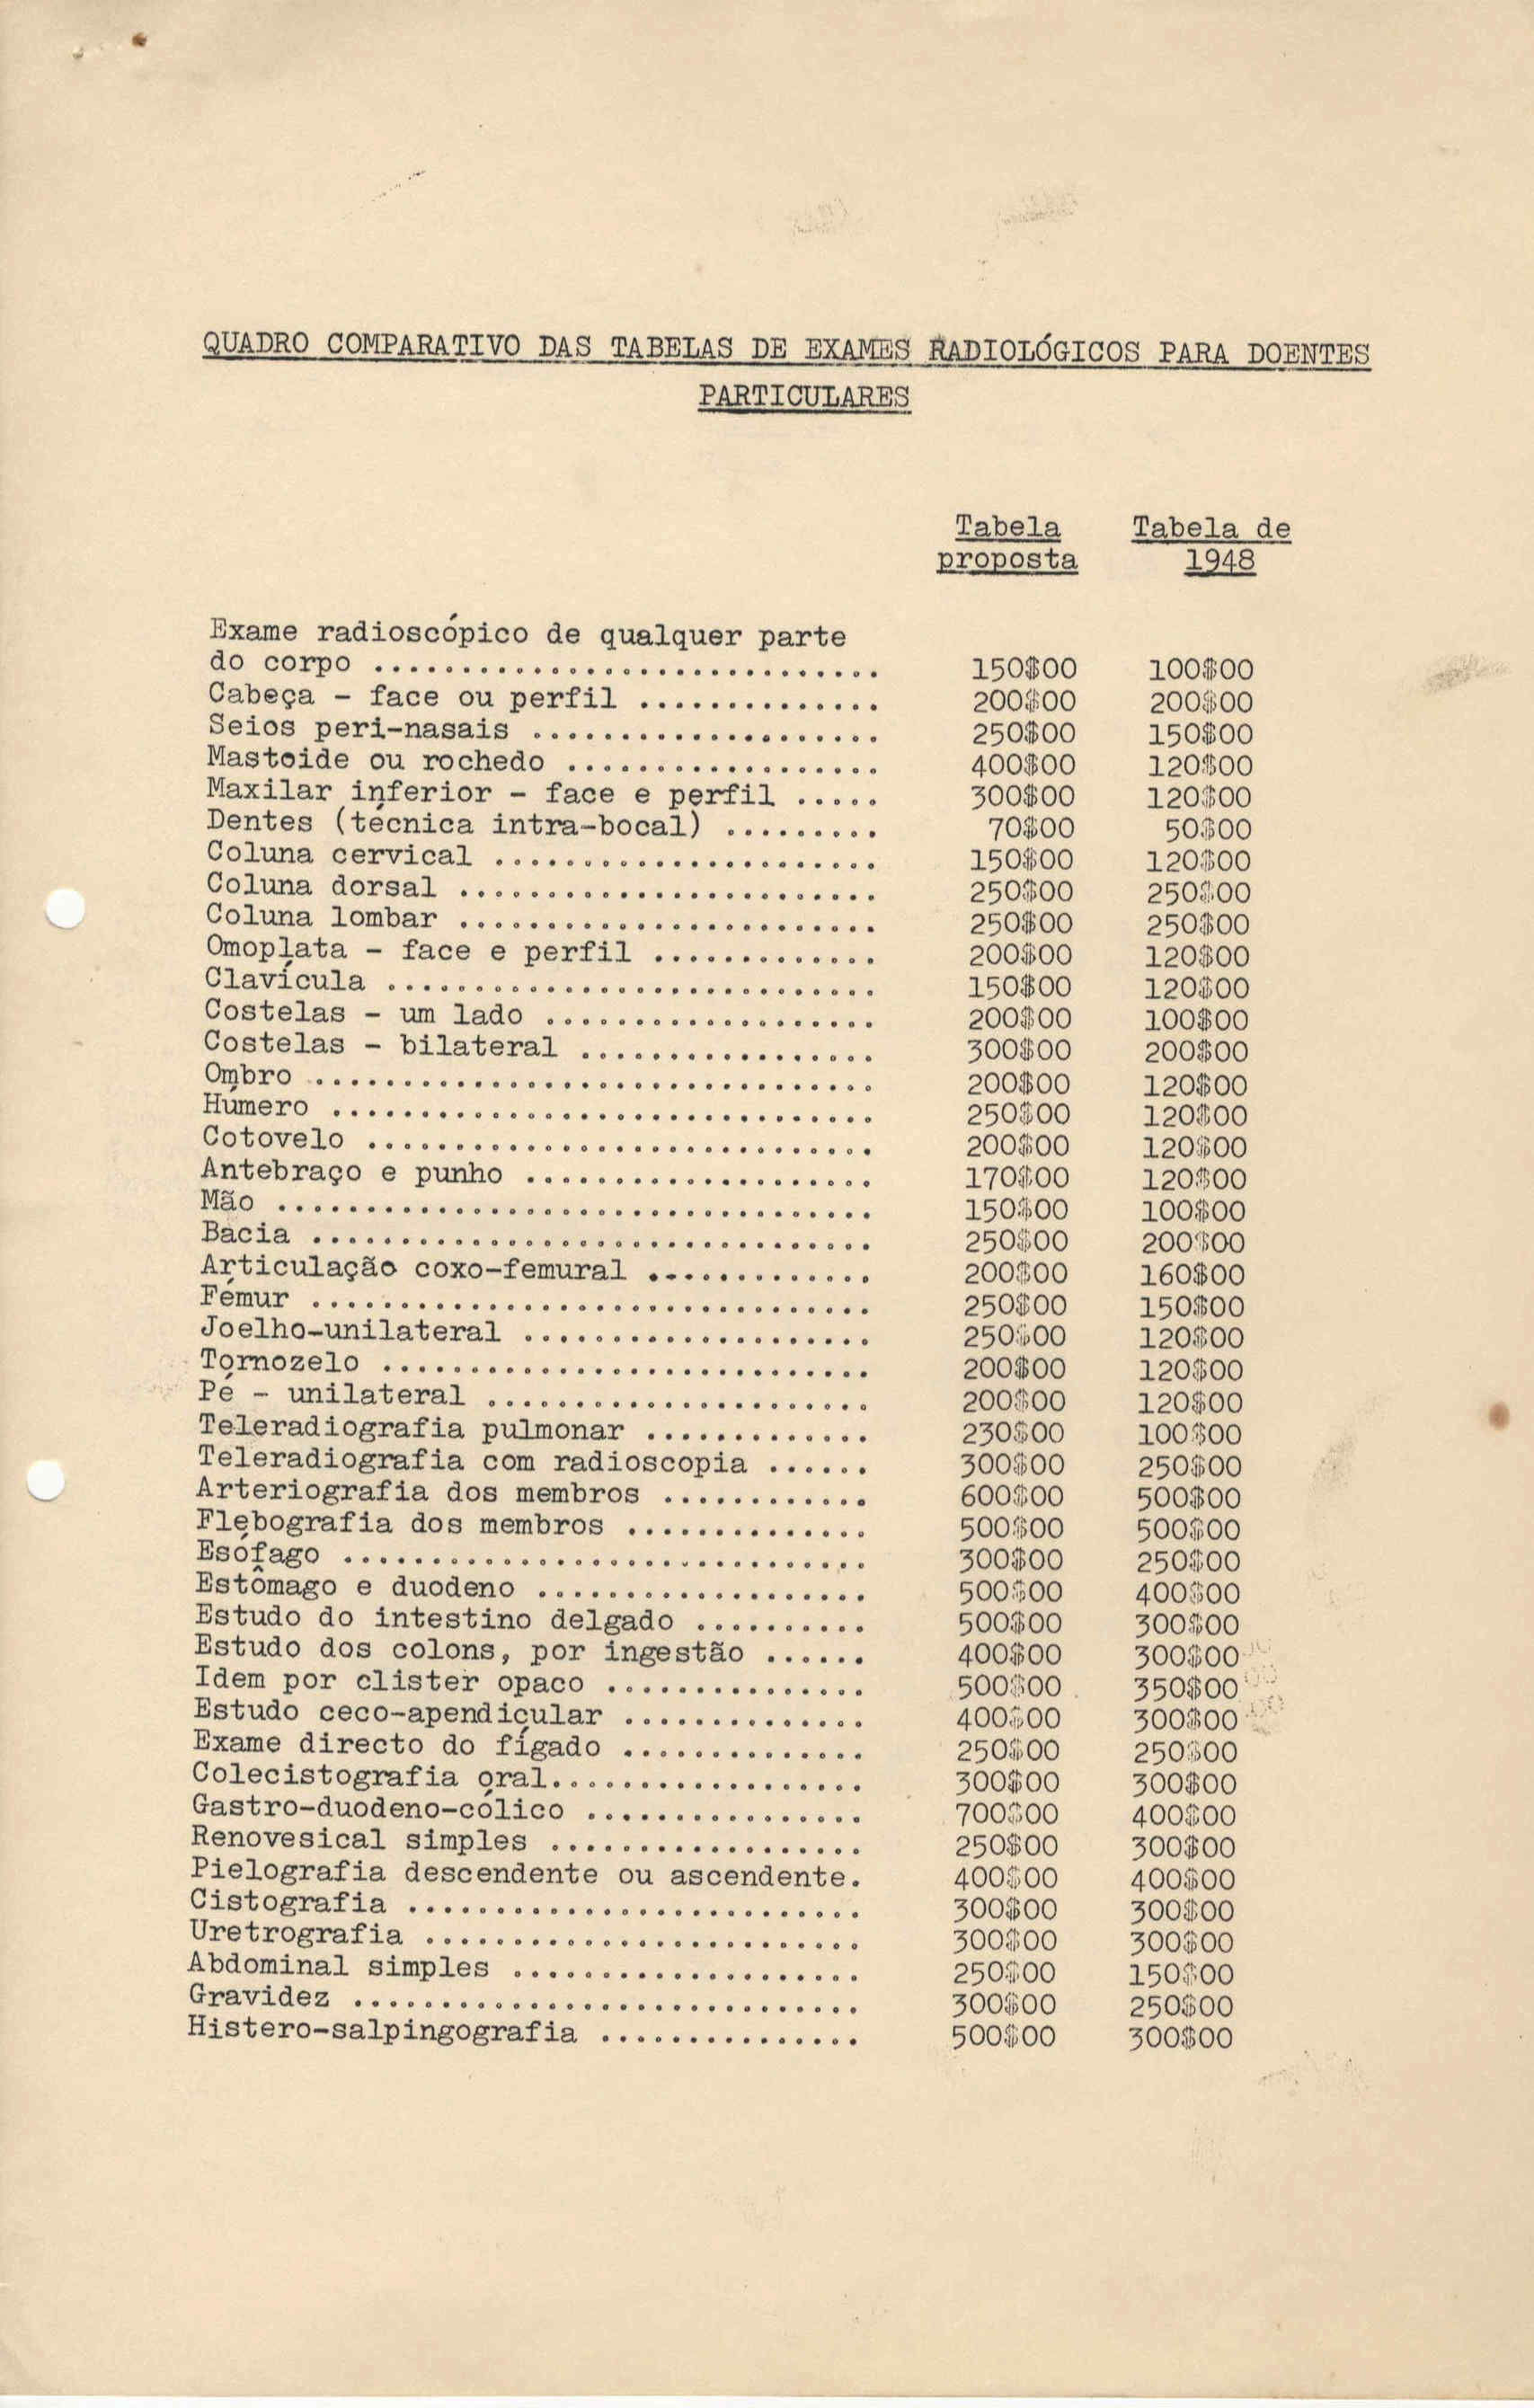 QUADRO COMPARATIVO DAS TABELAS DE EXAMES RADIOLÓGICOS PARA DOENTES
PARTICULARES
Tabela Tabela de
proposta 1948
Exame radioscópico de qualquer parte
do corpo ............................. 150$00 100$00
Cabeça - face ou perfil .............. 200$00 200$00
Seios peri-nasais .................... 250$00 150$00
Mastoide ou rochedo .................. 400$00 120$00
Maxilar inferior - face e perfil ..... 300$00 120$00
Dentes (técnica intra-bocal) ......... 70$00 50$00
Coluna cervical ...................... 150$00 120$00
Coluna dorsal ........................ 250$00 250$00
Coluna lombar ........................ 250$00 250$00
Omoplata - face e perfil ............. 200$00 120$00
Clavícula ............................ 150$00 120$00
Costelas - um lado ................... 200$00 100$00
Costelas - bilateral ................. 300$00 200$00
Ombro ................................ 200$00 120$00
Húmero ............................... 250$00 120$00
Cotovelo ............................. 200$00 120$00
Antebraço e punho .................... 170$00 120$00
Mão .................................. 150$00 100$00
Bacia ................................ 250$00 200$00
Articulação coxo-femural ............. 200$00 160$00
Fémur ................................ 250$00 150$00
Joelho-unilateral .................... 250$00 120$00
Tornozelo ............................ 200$00 120$00
Pé - unilateral ...................... 200$00 120$00
Teleradiografia pulmonar ............. 230$00 100$00
Teleradiografia com radioscopia ...... 300$00 250$00
Arteriografia dos membros ............ 600$00 500$00
Flebografia dos membros .............. 500$00 500$00
Esófago .............................. 300$00 250$00
Estômago e duodeno ................... 500$00 400$00
Estudo do intestino delgado .......... 500$00 300$00
Estudo dos colons, por ingestão ...... 400$00 300$00
Idem por clister opaco ............... 500$00 350$00
Estudo ceco-apendicular .............. 400$00 300$00
Exame directo do fígado .............. 250$00 250$00
Colecistografia oral.................. 300$00 300$00
Gastro-duodeno-cólico ................ 700$00 400$00
Renovesical simples .................. 250$00 300$00
Pielografia descendente ou ascendente. 400$00 400$00
Cistografia .......................... 300$00 300$00
Uretrografia ......................... 300$00 300$00
Abdominal simples .................... 250$00 150$00
Gravidez ............................. 300$00 250$00
Histero-salpingografia ............... 500$00 300$00